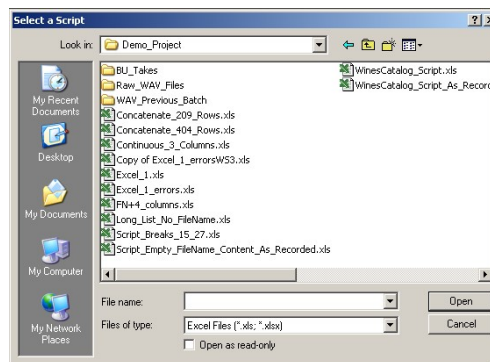 Select a Script
Look in:
Demo_Project
My Recent
Documents
Desktop
My Documents
My Computer
My Network
Places
BU_Takes
Raw_WAV_Files
WAV_Previous_Batch
Concatenate_209_Rows.xls
Concatenate_404_Rows.xls
Continuous_3_Columns.xls
Copy of Excel_1_errorsWS3.xls
Excel_1.xls
Excel_1_errors.xls
FN+4_columns.xls
Long_List_No_FileName.xls
Script_Breaks_15_27.xls
Script_Empty_FileName_Content_As_Recorded.xls
WinesCatalog_Script.xls
WinesCatalog_Script_As_Recor
File name:
Open
Files of type:
Excel Files (*.xls; *.xlsx)
Cancel
Open as read-only